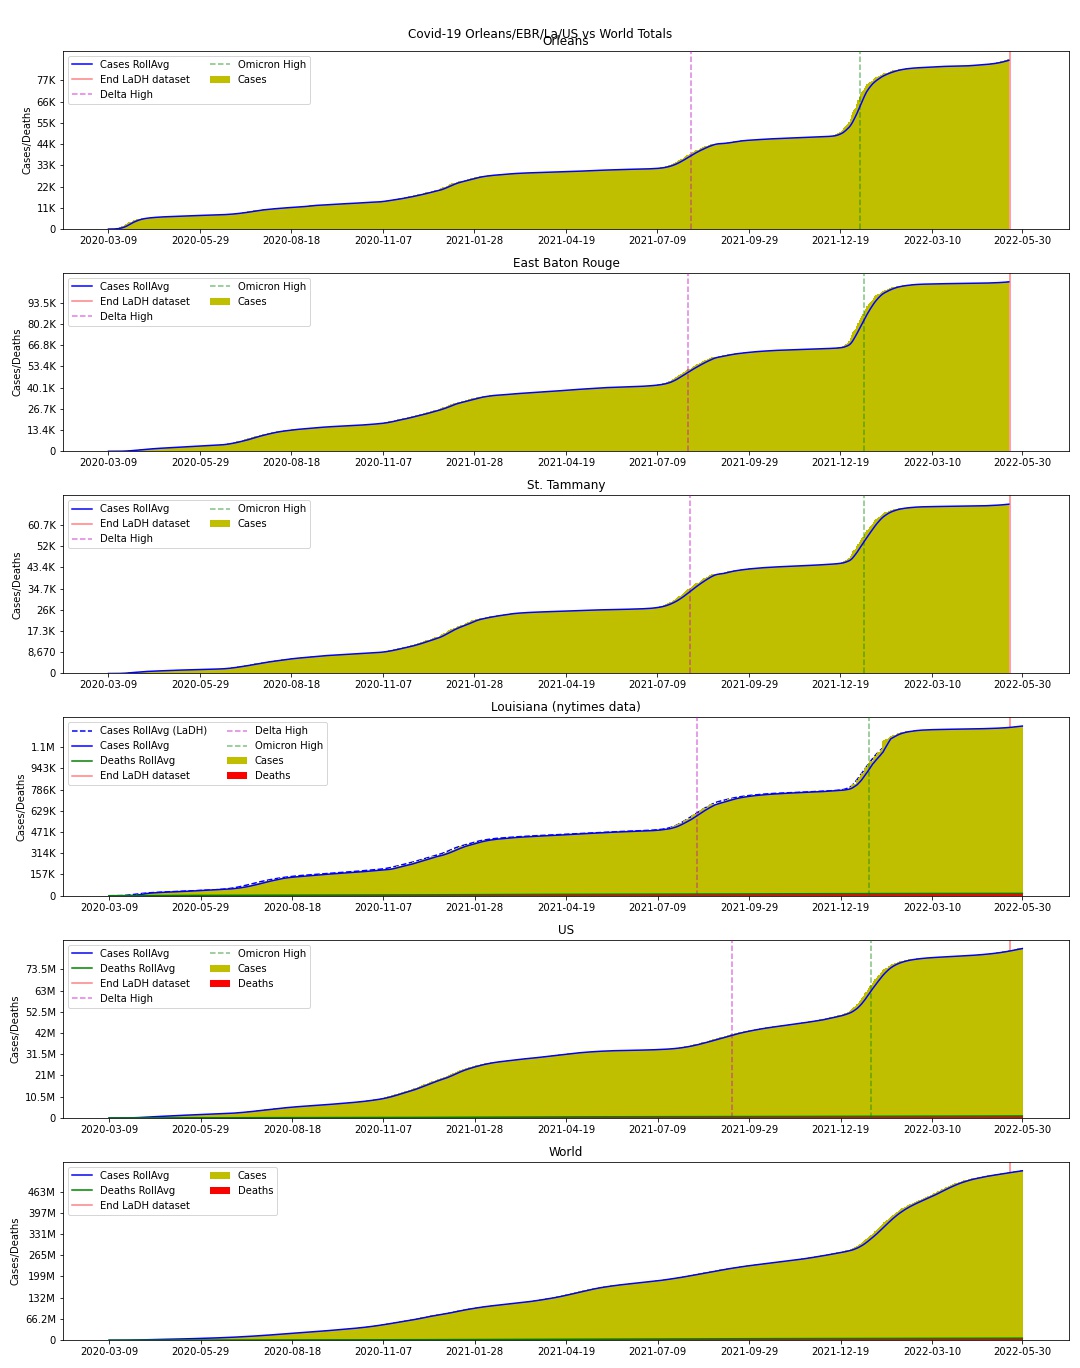 Covid-19 Orleans/EBR/La/US vs World Totals
Orleans
Cases RollAvg
End LaDH dataset
Delta High
Omicron High
Cases
Cases/Deaths
77K
66K
55K
44K
33K
22K
11K
0
2020-03-09 2020-05-29 2020-08-18 2020-11-07 2021-01-28 2021-04-19 2021-07-09 2021-09-29 2021-12-19 2022-03-10 2022-05-30
East Baton Rouge
Cases RollAvg
End LaDH dataset
Delta High
Omicron High
Cases
Cases/Deaths
93.5K
80.2K
66.8K
53.4K
40.1K
26.7K
13.4K
0
2020-03-09 2020-05-29 2020-08-18 2020-11-07 2021-01-28 2021-04-19 2021-07-09 2021-09-29 2021-12-19 2022-03-10 2022-05-30
St. Tammany
Cases RollAvg
End LaDH dataset
Delta High
Omicron High
Cases
Cases/Deaths
60.7K
52K
43.4K
34.7K
26K
17.3K
8,670
0
2020-03-09 2020-05-29 2020-08-18 2020-11-07 2021-01-28 2021-04-19 2021-07-09 2021-09-29 2021-12-19 2022-03-10 2022-05-30
Louisiana (nytimes data)
Cases RollAvg (LaDH)
Cases RollAvg
Deaths RollAvg
End LaDH dataset
Delta High
Omicron High
Cases
Deaths
Cases/Deaths
1.1M
943K
786K
629K
471K
314K
157K
0
2020-03-09 2020-05-29 2020-08-18 2020-11-07 2021-01-28 2021-04-19 2021-07-09 2021-09-29 2021-12-19 2022-03-10 2022-05-30
US
Cases RollAvg
Deaths RollAvg
End LaDH dataset
Delta High
Omicron High
Cases
Deaths
Cases/Deaths
73.5M
63M
52.5M
42M
31.5M
21M
10.5M
0
2020-03-09 2020-05-29 2020-08-18 2020-11-07 2021-01-28 2021-04-19 2021-07-09 2021-09-29 2021-12-19 2022-03-10 2022-05-30
World
Cases RollAvg
Deaths RollAvg
End LaDH dataset
Cases
Deaths
Cases/Deaths
463M
397M
331M
265M
199M
132M
66.2M
0
2020-03-09 2020-05-29 2020-08-18 2020-11-07 2021-01-28 2021-04-19 2021-07-09 2021-09-29 2021-12-19 2022-03-10 2022-05-30